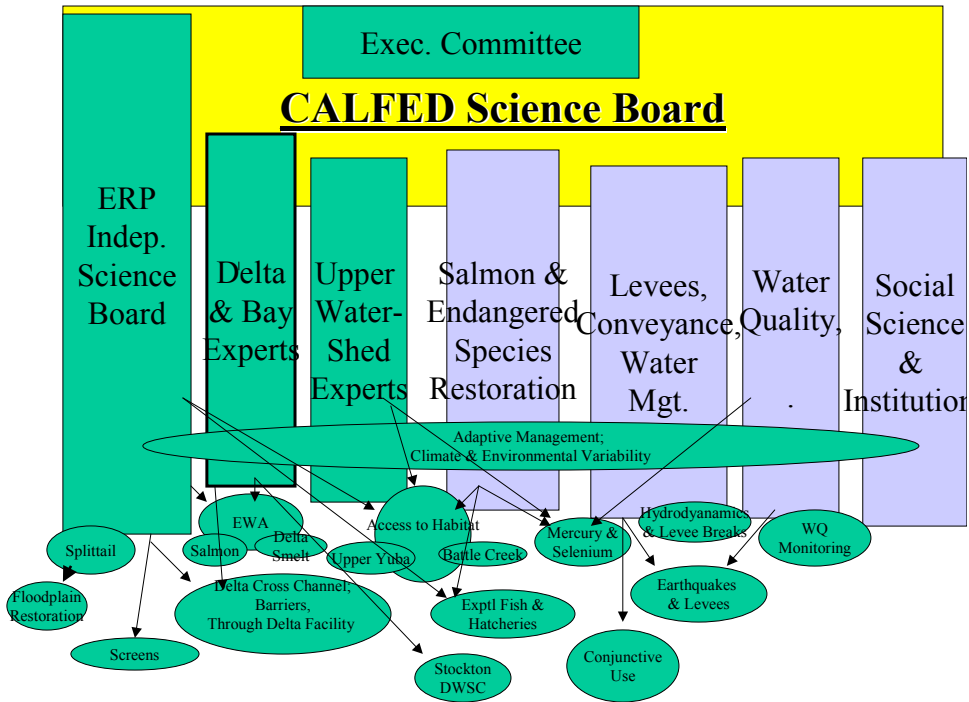 Exec. Committee
CALFED Science Board
ERP
Indep.
Science
Board
Delta
& Bay
Experts
Upper
Water-
Shed
Experts
Salmon &
Endangered
Species
Restoration
Levees,
Conveyance,
Water
Mgt.
Water
Quality,
.
Social
Science
&
Institution
Adaptive Management;
Climate & Environmental Variability
EWA
Salmon
Delta
Smelt
Splittail
Floodplain
Restoration
Screens
Delta Cross Channel;
Barriers,
Through Delta Facility
Access to Habitat
Upper Yuba
Battle Creek
Exptl Fish &
Hatcheries
Stockton
DWSC
Mercury &
Selenium
Hydrodyanamics
& Levee Breaks
WQ
Monitoring
Earthquakes
& Levees
Conjunctive
Use